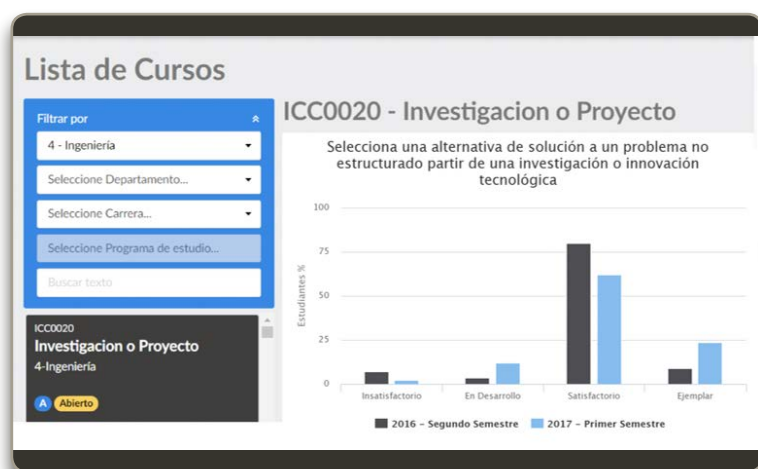 Lista de Cursos
Filtrar por
4 - Ingeniería
Seleccione Departamento...
Seleccione Carrera...
Seleccione Programa de estudio...
Buscar texto
ICC0020
Investigacion o Proyecto
4-Ingeniería
A Abierto
ICC0020 - Investigacion o Proyecto
Selecciona una alternativa de solución a un problema no
estructurado partir de una investigación o innovación
tecnológica
Estudiantes %
100
75
50
25
0
Insatisfactorio En Desarrollo Satisfactorio Ejemplar
2016 – Segundo Semestre 2017 – Primer Semestre